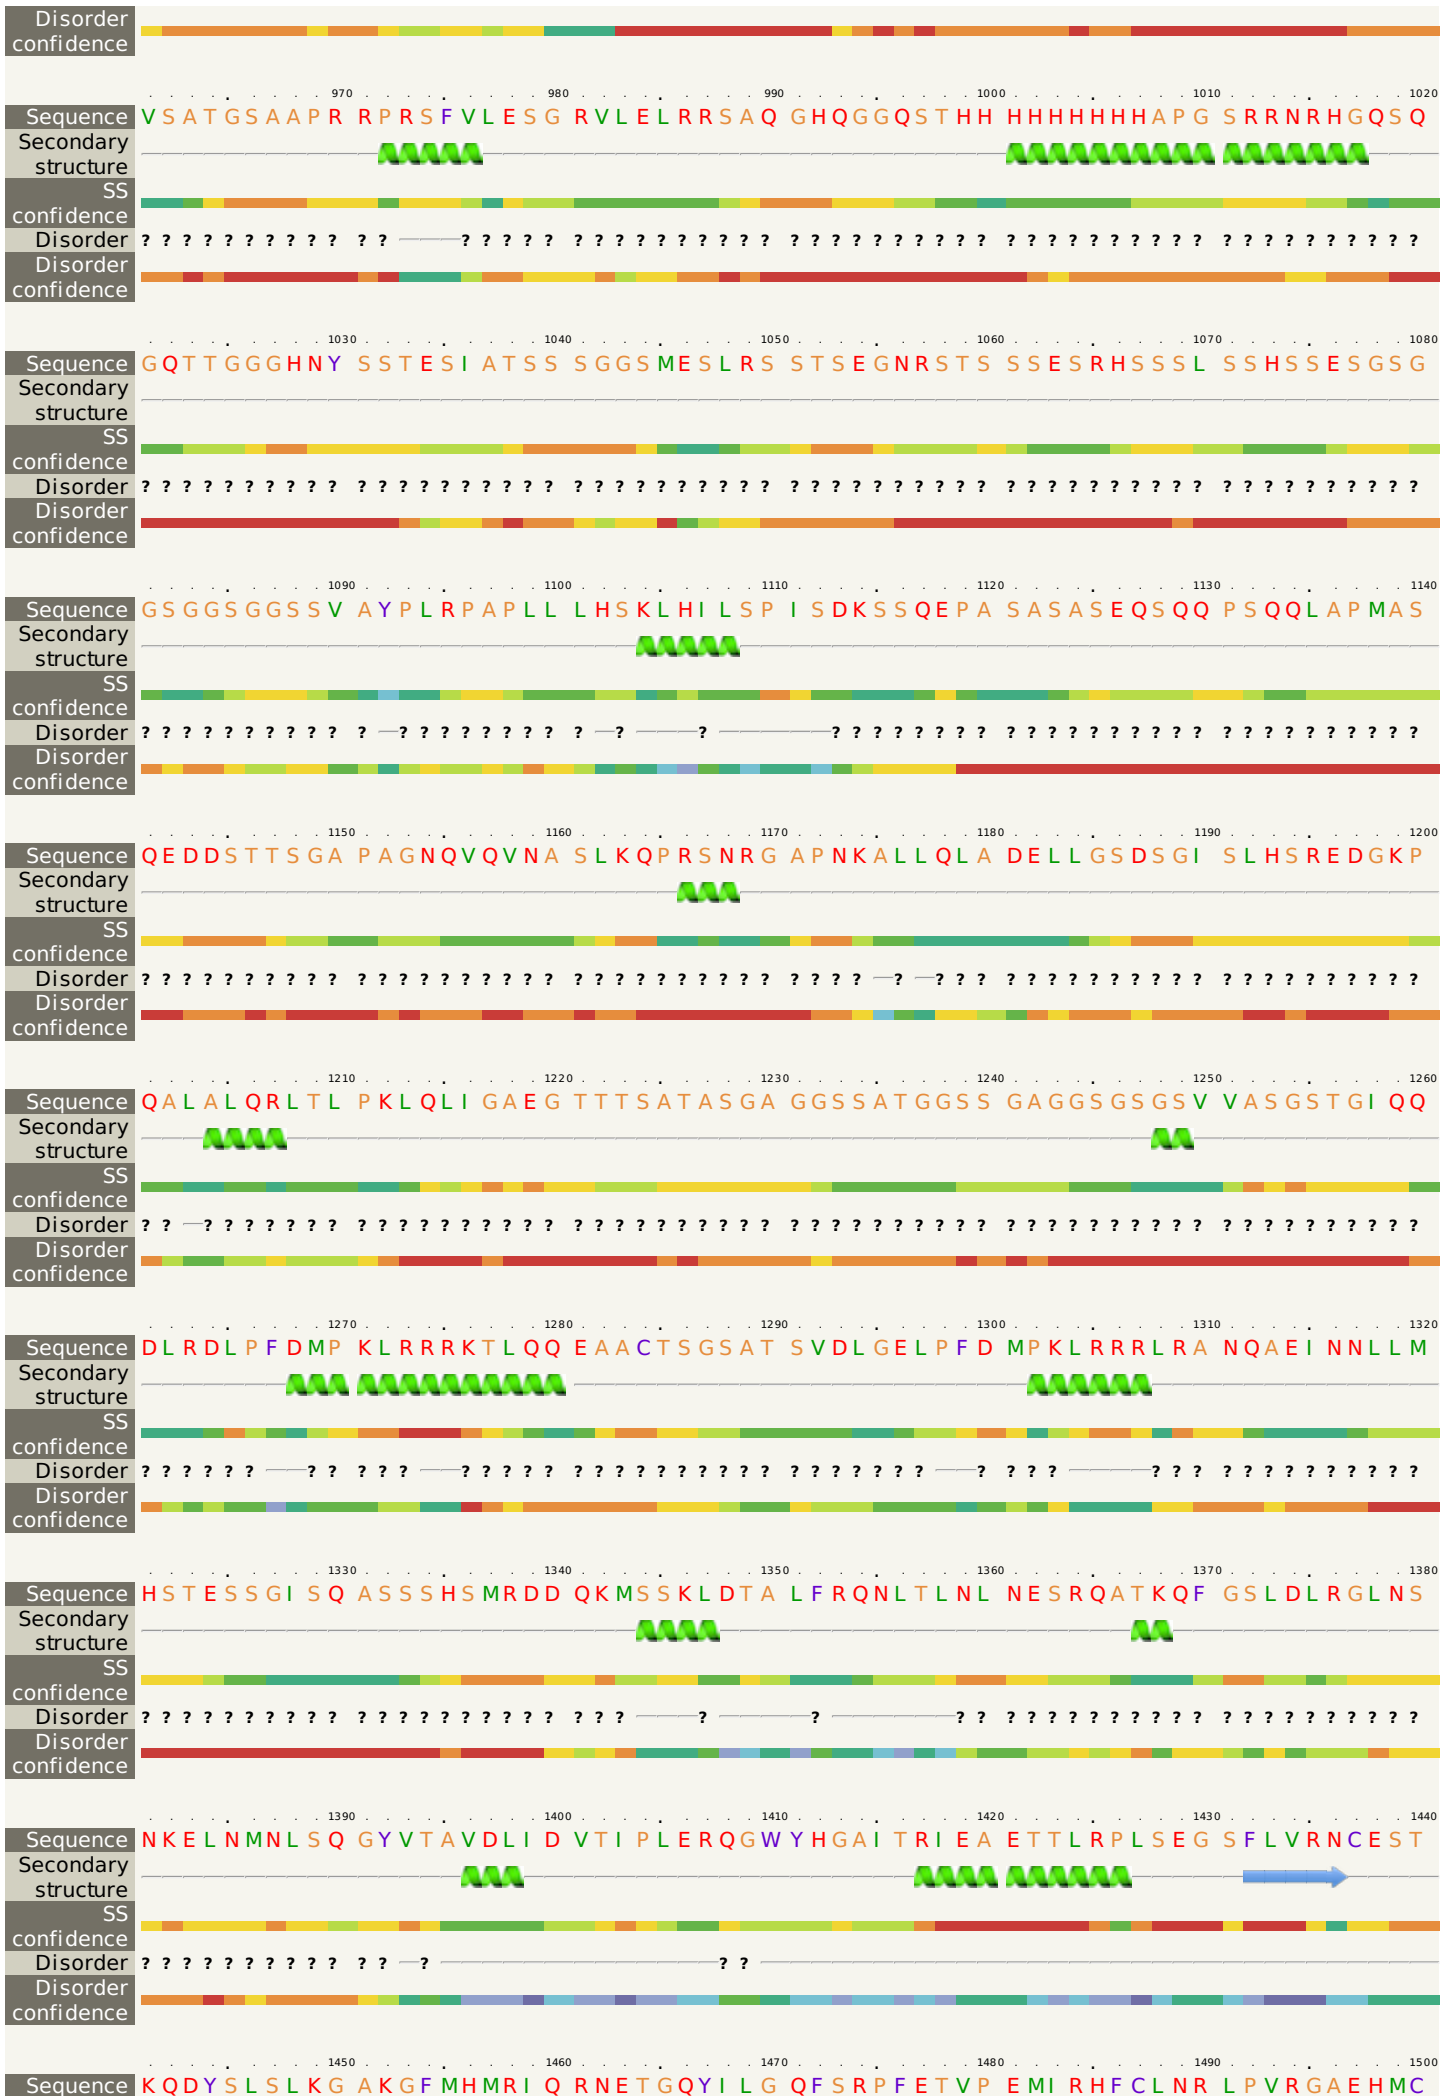 Disorder
confidence
970 980 990 1000 1010 1020
Sequence VSATGSAAPR RPRSFVLESG RVLELRRSAQ GHQGGQSTHH HHHHHHHAPG SRRNRHGQSQ
Secondary
structure
SS
confidence
Disorder ? ? ? ? ? ? ? ? ? ? ? ? ? ? ? ? ? ? ? ? ? ? ? ? ? ? ? ? ? ? ? ? ? ? ? ? ? ? ? ? ? ? ? ? ? ? ? ? ? ? ? ? ? ? ? ? ?
Disorder
confidence
1030 1040 1050 1060 1070 1080
Sequence GQTTGGGHNY SSTESIATSS SGGSMESLRS STSEGNRSTS SSESRHSSSL SSHSSESGSG
Secondary
structure
SS
confidence
Disorder ? ? ? ? ? ? ? ? ? ? ? ? ? ? ? ? ? ? ? ? ? ? ? ? ? ? ? ? ? ? ? ? ? ? ? ? ? ? ? ? ? ? ? ? ? ? ? ? ? ? ? ? ? ? ? ? ? ? ? ?
Disorder
confidence
1090 1100 1110 1120 1130 1140
Sequence GSGGSGGSSV AYPLRPAPLL LHSKLHILSP ISDKSSQEPA SASASEQSQQ PSQQLAPMAS
Secondary
structure
SS
confidence
Disorder ? ? ? ? ? ? ? ? ? ? ? ? ? ? ? ? ? ? ? ? ? ? ? ? ? ? ? ? ? ? ? ? ? ? ? ? ? ? ? ? ? ? ? ? ? ? ? ? ? ?
Disorder
confidence
1150 1160 1170 1180 1190 1200
Sequence QEDDSTTSGA PAGNQVQVNA SLKQPRSNRG APNKALLQLA DELLGSDSGI SLHSREDGKP
Secondary
structure
SS
confidence
Disorder ? ? ? ? ? ? ? ? ? ? ? ? ? ? ? ? ? ? ? ? ? ? ? ? ? ? ? ? ? ? ? ? ? ? ? ? ? ? ? ? ? ? ? ? ? ? ? ? ? ? ? ? ? ? ? ? ? ?
Disorder
confidence
1210 1220 1230 1240 1250 1260
Sequence QALALQRLTL PKLQLIGAEG TTTSATASGA GGSSATGGSS GAGGSGSGSV VASGSTGIQQ
Secondary
structure
SS
confidence
Disorder ? ? ? ? ? ? ? ? ? ? ? ? ? ? ? ? ? ? ? ? ? ? ? ? ? ? ? ? ? ? ? ? ? ? ? ? ? ? ? ? ? ? ? ? ? ? ? ? ? ? ? ? ? ? ? ? ? ? ?
Disorder
confidence
1270 1280 1290 1300 1310 1320
Sequence DLRDLPFDMP KLRRRKTLQQ EAACTSGSAT SVDLGELPFD MPKLRRRLRA NQAEINNLLM
Secondary
structure
SS
confidence
Disorder ? ? ? ? ? ? ? ? ? ? ? ? ? ? ? ? ? ? ? ? ? ? ? ? ? ? ? ? ? ? ? ? ? ? ? ? ? ? ? ? ? ? ? ? ? ? ? ? ? ?
Disorder
confidence
1330 1340 1350 1360 1370 1380
Sequence HSTESSGISQ ASSSHSMRDD QKMSSKLDTA LFRQNLTLNL NESRQATKQF GSLDLRGLNS
Secondary
structure
SS
confidence
Disorder ? ? ? ? ? ? ? ? ? ? ? ? ? ? ? ? ? ? ? ? ? ? ? ? ? ? ? ? ? ? ? ? ? ? ? ? ? ? ? ? ? ? ? ? ? ? ?
Disorder
confidence
1390 1400 1410 1420 1430 1440
Sequence NKELNMNLSQ GYVTAVDLID VTIPLERQGWYHGAITRIEA ETTLRPLSEG SFLVRNCEST
Secondary
structure
SS
confidence
Disorder ? ? ? ? ? ? ? ? ? ? ? ? ? ? ?
Disorder
confidence
1450 1460 1470 1480 1490 1500
Sequence KQDYSLSLKG AKGFMHMRIQ RNETGQYILG QFSRPFETVP EMIRHFCLNR LPVRGAEHMC